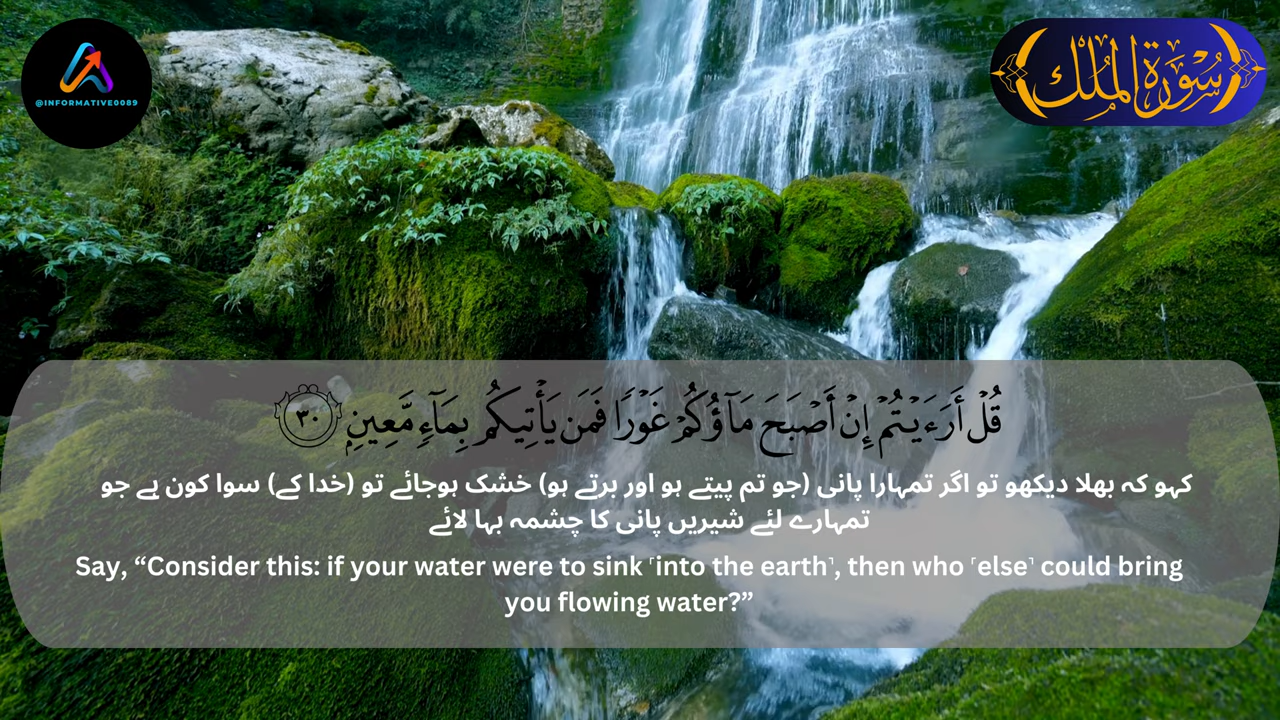 @INFORMATIVE0089
سُورَةُ الْمُلْك
قُلْ أَرَءَيْتُمْ إِنْ أَصْبَحَ مَآؤُكُمْ غَوْرًا فَمَن يَأْتِيكُم بِمَآءٍ مَّعِينٍۭ ٣٠
کہو کہ بھلا دیکھو تو اگر تمہارا پانی (جو تم پیتے ہو اور برتے ہو) خشک ہوجائے تو (خدا کے) سوا کون ہے جو
تمہارے لئے شیریں پانی کا چشمہ بہا لائے
Say, “Consider this: if your water were to sink ˹into the earth˺, then who ˹else˺ could bring
you flowing water?”